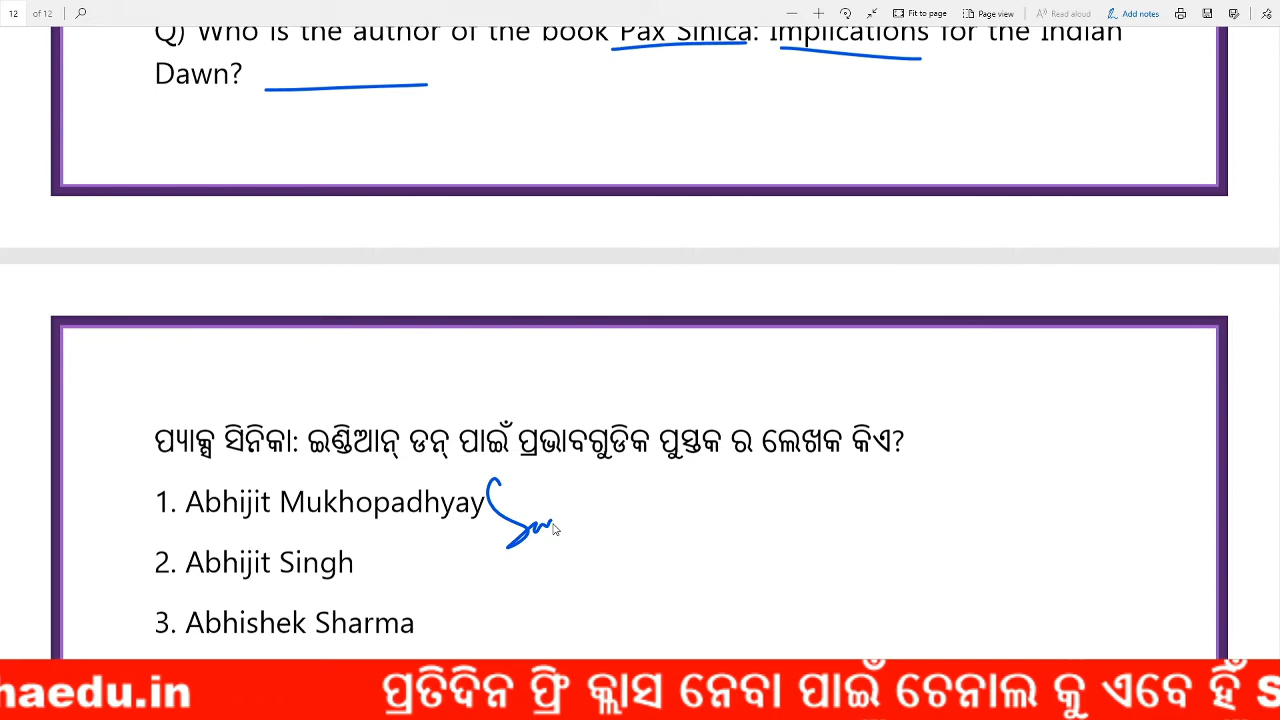 12 of 12 Fit to page Page view Read aloud Add notes
Q) Who is the author of the book Pax Sinica: Implications for the Indian
Dawn?
ପ୍ୟାକ୍ସ ସିନିକା: ଇଣ୍ଡିଆନ୍ ଡନ୍ ପାଇଁ ପ୍ରଭାବଗୁଡିକ ପୁସ୍ତକ ର ଲେଖକ କିଏ?
1. Abhijit Mukhopadhyay
2. Abhijit Singh
3. Abhishek Sharma
haedu.in ପ୍ରତିଦିନ ଫ୍ରି କ୍ଲାସ ନେବା ପାଇଁ ଚେନାଲ କୁ ଏବେ ହିଁ S